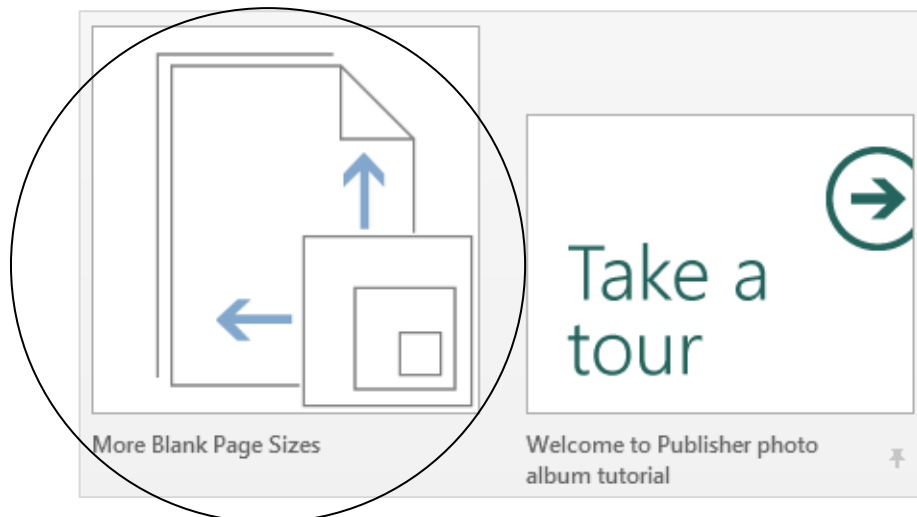 Take a
tour
More Blank Page Sizes
Welcome to Publisher photo
album tutorial